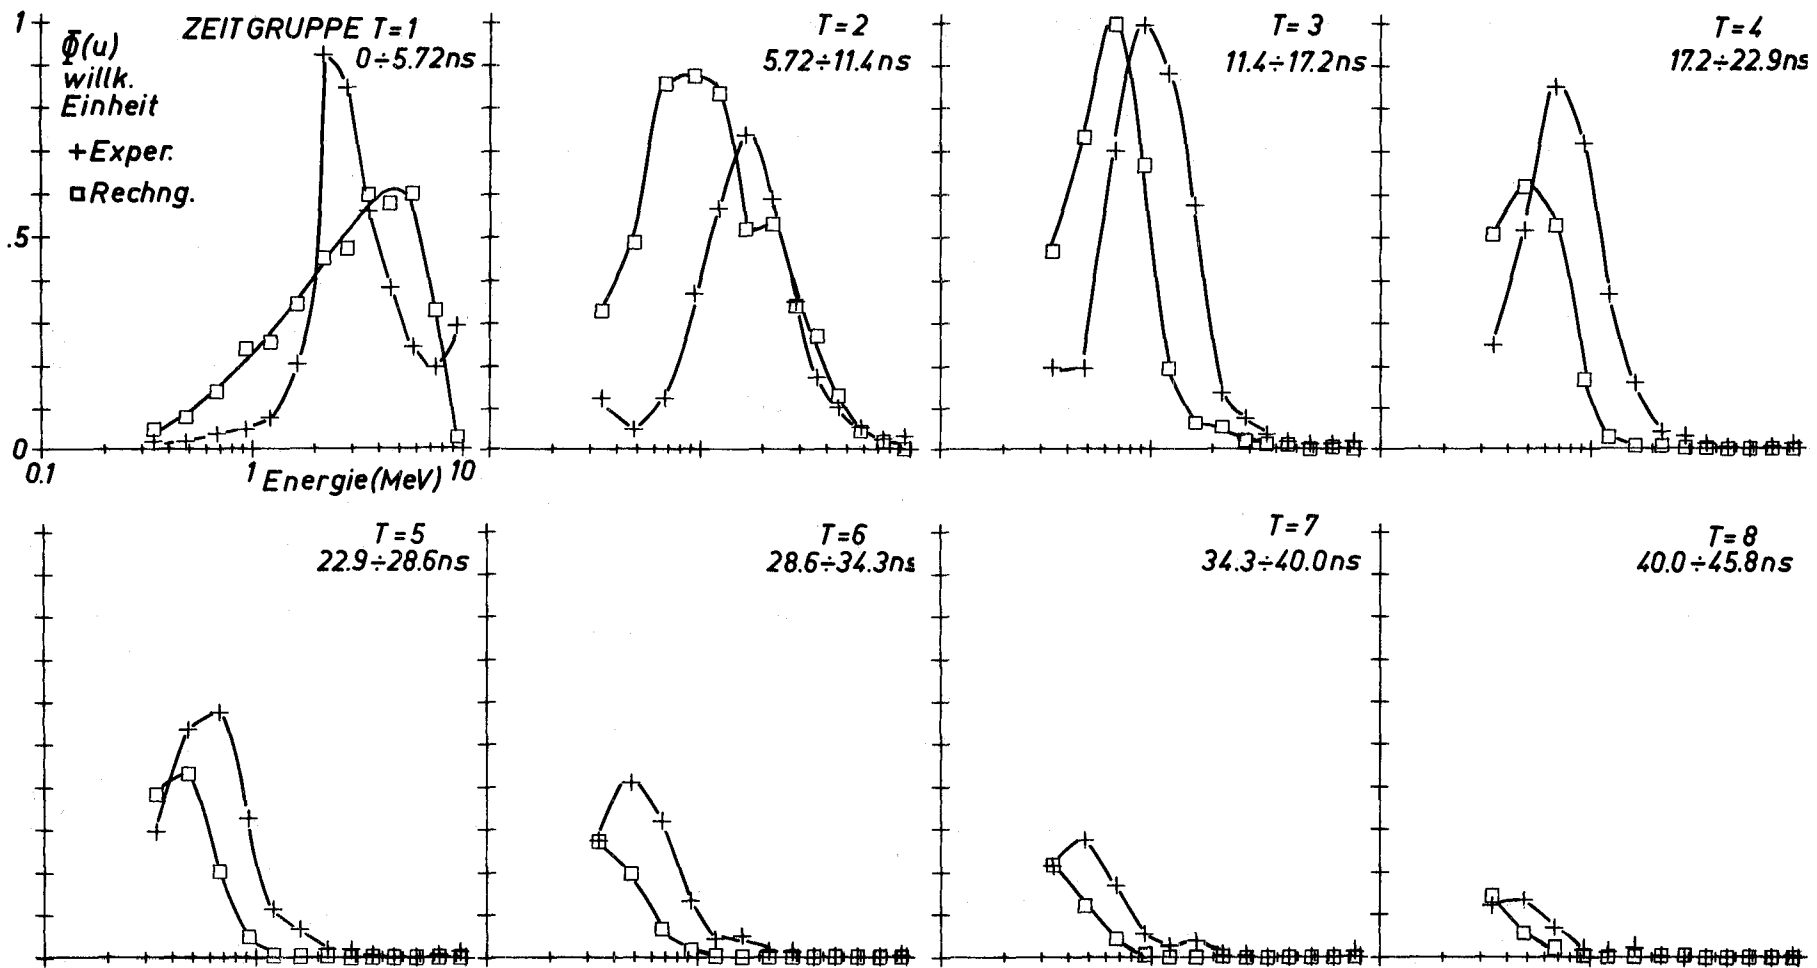 1
.5
0
Φ(u)
willk.
Einheit
+ Exper.
□ Rechng.
ZEITGRUPPE T=1
0÷5.72ns
0.1
1
10
Energie(MeV)
T=2
5.72÷11.4ns
T=3
11.4÷17.2ns
T=4
17.2÷22.9ns
T=5
22.9÷28.6ns
T=6
28.6÷34.3ns
T=7
34.3÷40.0ns
T=8
40.0÷45.8ns